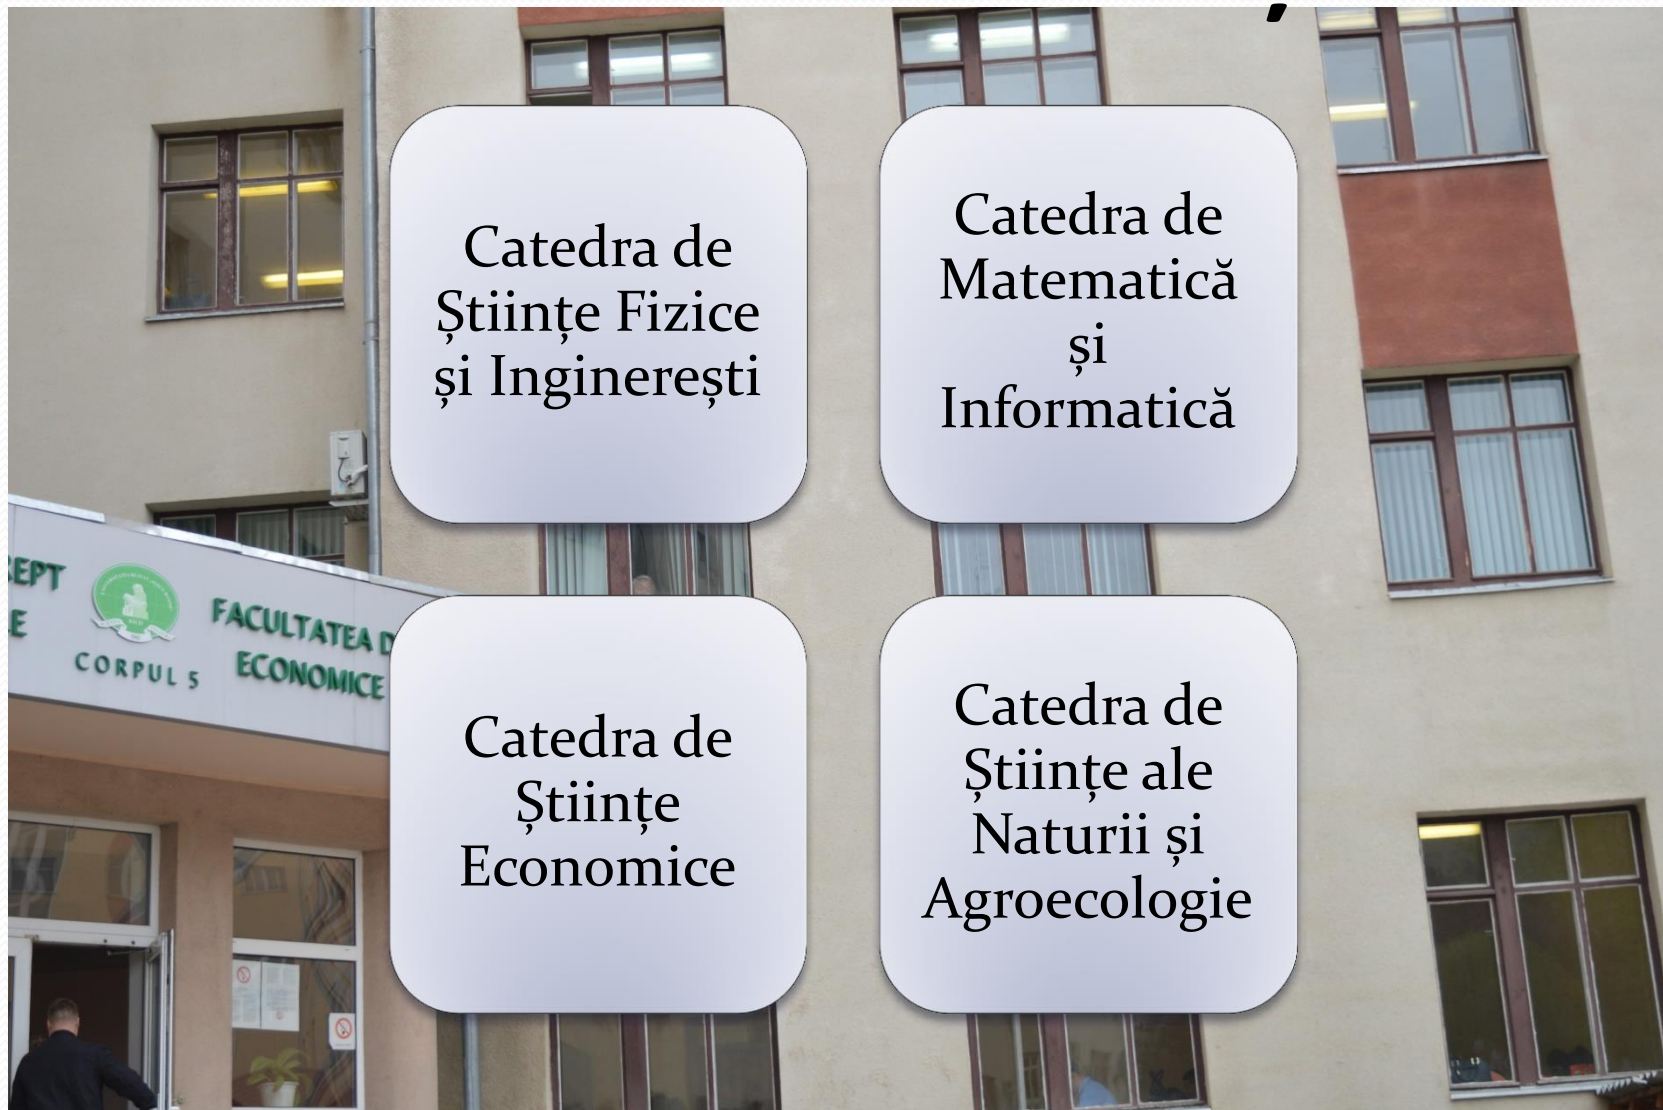 Catedra de
Științe Fizice
și Inginerești
Catedra de
Matematică
și
Informatică
Catedra de
Științe
Economice
Catedra de
Științe ale
Naturii și
Agroecologie
CORPUL 5
FACULTATEA D
ECONOMICE